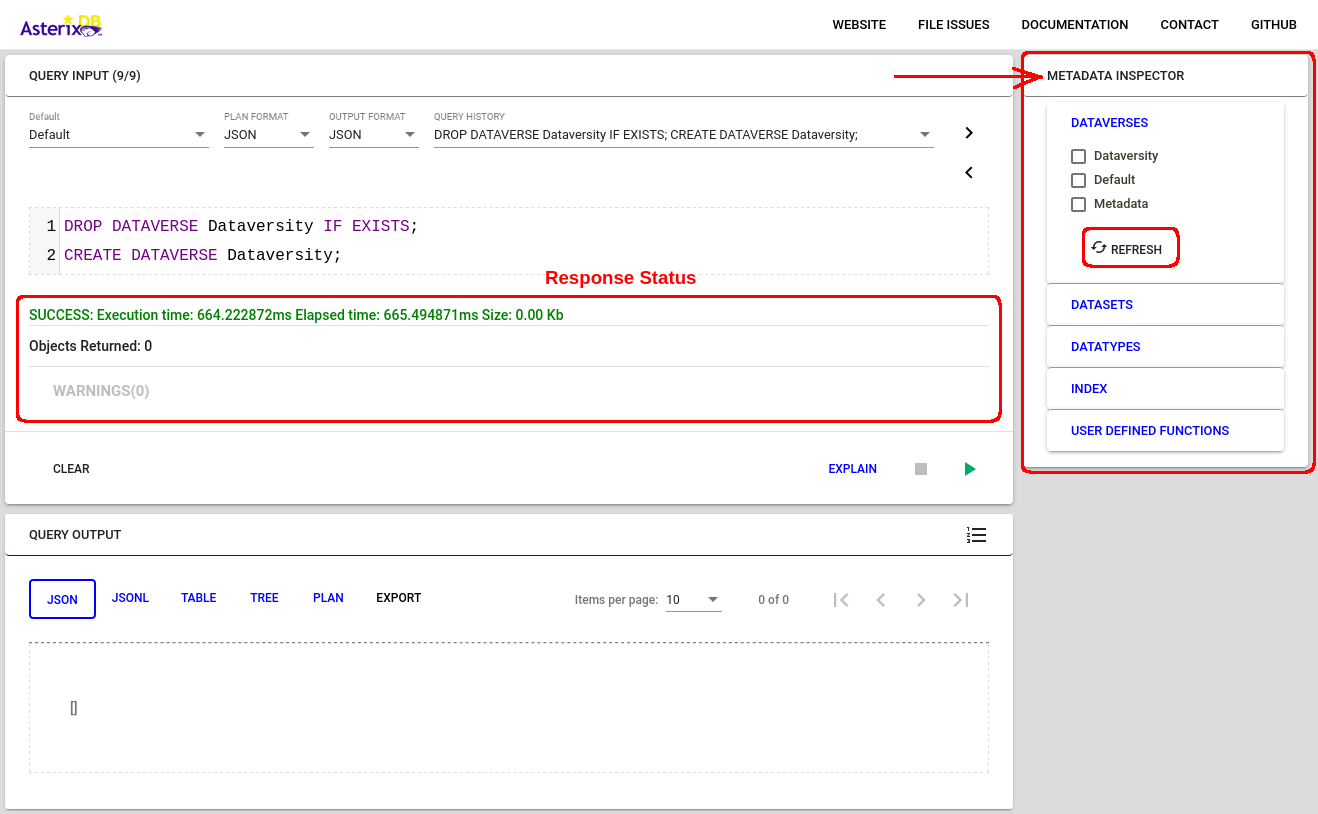 Asterix DB
WEBSITE FILE ISSUES DOCUMENTATION CONTACT GITHUB
QUERY INPUT (9/9)
Default PLAN FORMAT OUTPUT FORMAT QUERY HISTORY
Default JSON JSON DROP DATAVERSE Dataversity IF EXISTS; CREATE DATAVERSE Dataversity;
1 DROP DATAVERSE Dataversity IF EXISTS;
2 CREATE DATAVERSE Dataversity;
Response Status
SUCCESS: Execution time: 664.222872ms Elapsed time: 665.494871ms Size: 0.00 Kb
Objects Returned: 0
WARNINGS(0)
CLEAR EXPLAIN
QUERY OUTPUT
JSON JSONL TABLE TREE PLAN EXPORT Items per page: 10 0 of 0
[]
METADATA INSPECTOR
DATAVERSES
Dataversity
Default
Metadata
REFRESH
DATASETS
DATATYPES
INDEX
USER DEFINED FUNCTIONS